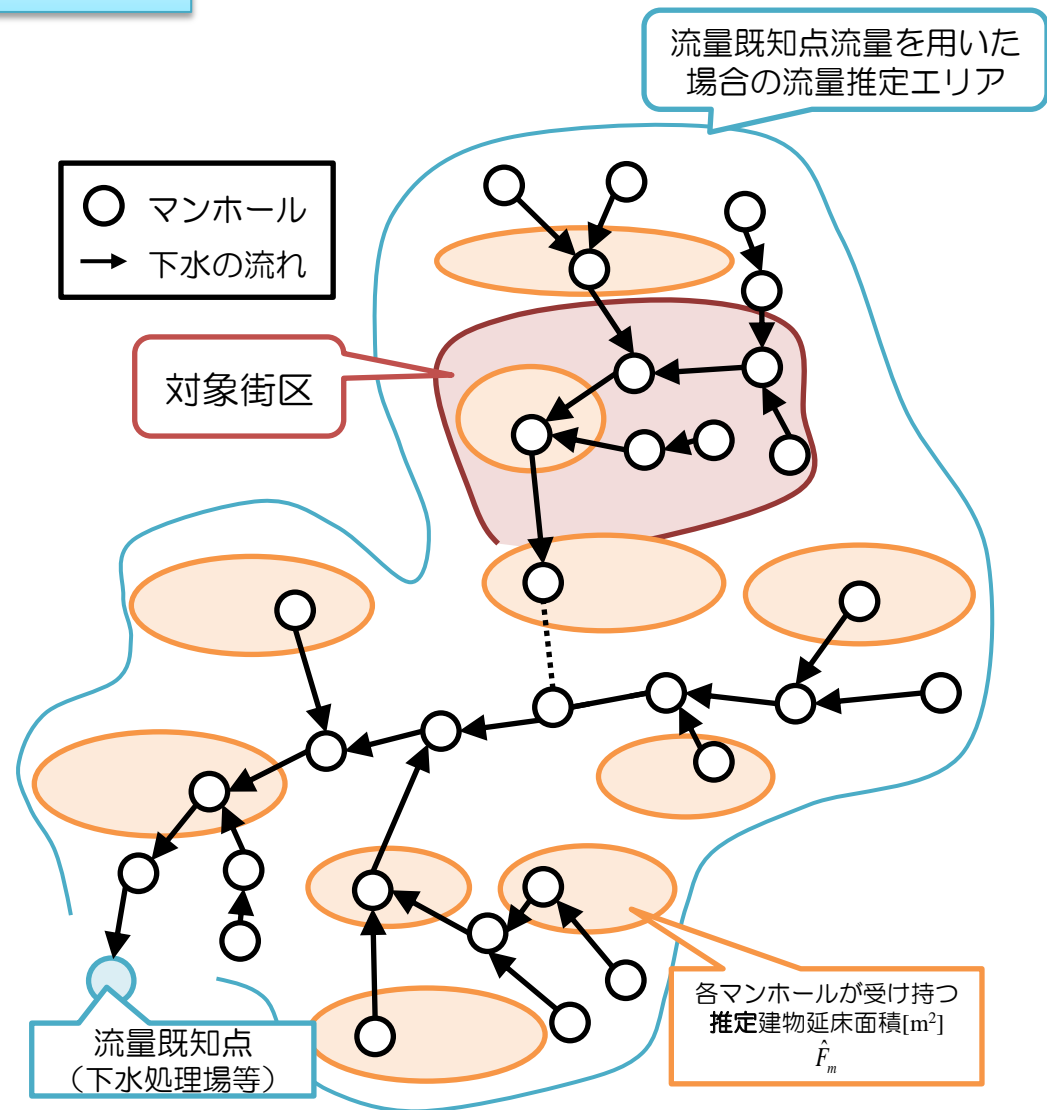 流量既知点流量を用いた
場合の流量推定エリア
マンホール
下水の流れ
対象街区
各マンホールが受け持つ
推定建物延床面積[m²]
F̂ₘ
流量既知点
（下水処理場等）